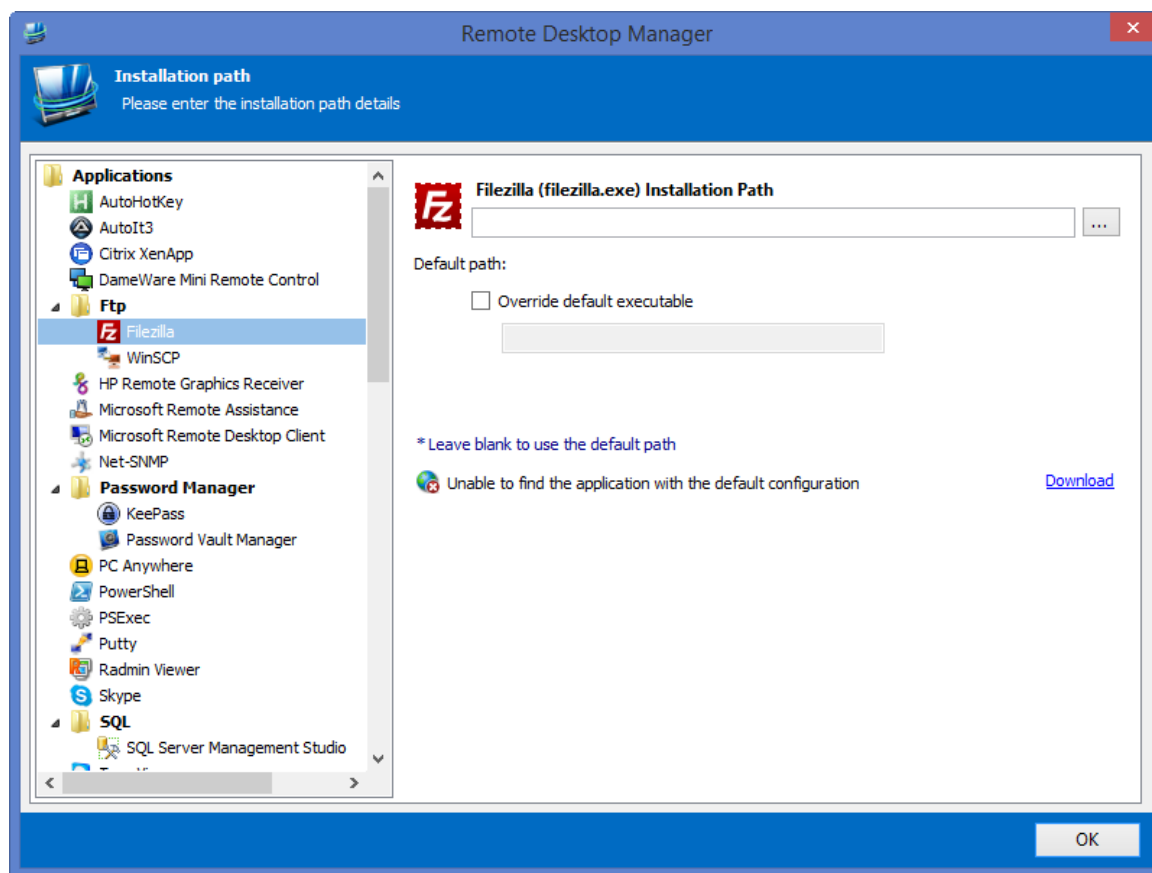 Remote Desktop Manager
Installation path
Please enter the installation path details
Applications
AutoHotKey
AutoIt3
Citrix XenApp
DameWare Mini Remote Control
Ftp
Filezilla
WinSCP
HP Remote Graphics Receiver
Microsoft Remote Assistance
Microsoft Remote Desktop Client
Net-SNMP
Password Manager
KeePass
Password Vault Manager
PC Anywhere
PowerShell
PSExec
Putty
Radmin Viewer
Skype
SQL
SQL Server Management Studio
Filezilla (filezilla.exe) Installation Path
...
Default path:
Override default executable
*Leave blank to use the default path
Unable to find the application with the default configuration
Download
OK